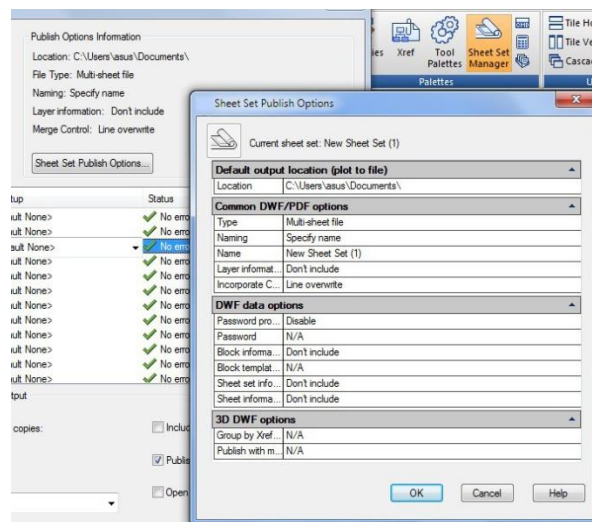 Publish Options Information
Location: C:\Users\asus\Documents\
File Type: Multi-sheet file
Naming: Specify name
Layer information: Don't include
Merge Control: Line overwrite
Sheet Set Publish Options...
Status
ult None> No erro
ult None> No erro
ault None> No erro
ult None> No erro
ult None> No erro
ult None> No erro
ult None> No erro
ult None> No erro
ult None> No erro
ult None> No erro
ult None> No erro
copies:
Includ
Publis
Open
Xref
Tool Palettes
Sheet Set Manager
Tile Ho
Tile Ve
Casca
Palettes
Sheet Set Publish Options
Current sheet set: New Sheet Set (1)
Default output location (plot to file)
Location C:\Users\asus\Documents\
Common DWF/PDF options
Type Multi-sheet file
Naming Specify name
Name New Sheet Set (1)
Layer informat... Don't include
Incorporate C... Line overwrite
DWF data options
Password pro... Disable
Password N/A
Block informa... Don't include
Block templat... N/A
Sheet set info... Don't include
Sheet informa... Don't include
3D DWF options
Group by Xref... N/A
Publish with m... N/A
OK Cancel Help